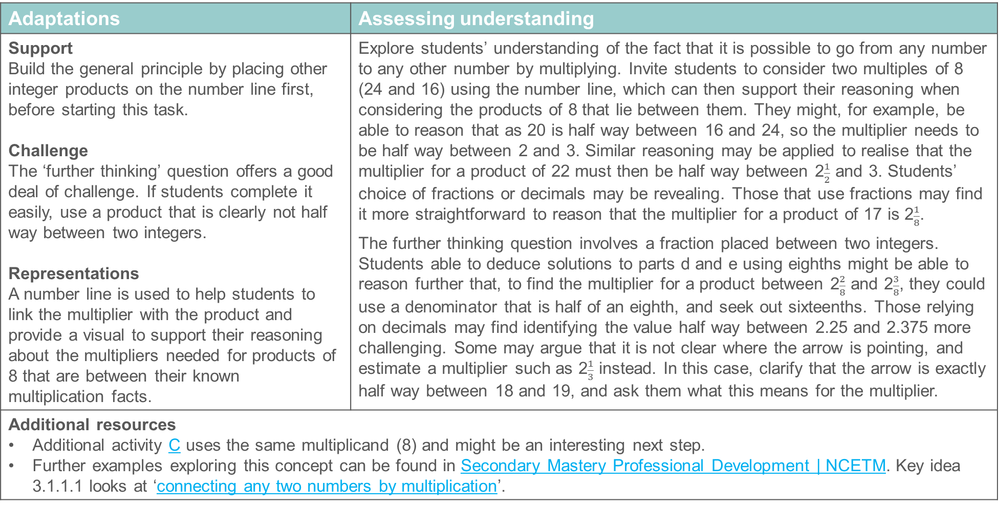 Adaptations
Assessing understanding
Support
Build the general principle by placing other
integer products on the number line first,
before starting this task.
Challenge
The ‘further thinking’ question offers a good
deal of challenge. If students complete it
easily, use a product that is clearly not half
way between two integers.
Representations
A number line is used to help students to
link the multiplier with the product and
provide a visual to support their reasoning
about the multipliers needed for products of
8 that are between their known
multiplication facts.
Explore students’ understanding of the fact that it is possible to go from any number
to any other number by multiplying. Invite students to consider two multiples of 8
(24 and 16) using the number line, which can then support their reasoning when
considering the products of 8 that lie between them. They might, for example, be
able to reason that as 20 is half way between 16 and 24, so the multiplier needs to
be half way between 2 and 3. Similar reasoning may be applied to realise that the
multiplier for a product of 22 must then be half way between 2 1/2 and 3. Students’
choice of fractions or decimals may be revealing. Those that use fractions may find
it more straightforward to reason that the multiplier for a product of 17 is 2 1/8.
The further thinking question involves a fraction placed between two integers.
Students able to deduce solutions to parts d and e using eighths might be able to
reason further that, to find the multiplier for a product between 2 2/8 and 2 3/8, they could
use a denominator that is half of an eighth, and seek out sixteenths. Those relying
on decimals may find identifying the value half way between 2.25 and 2.375 more
challenging. Some may argue that it is not clear where the arrow is pointing, and
estimate a multiplier such as 2 1/3 instead. In this case, clarify that the arrow is exactly
half way between 18 and 19, and ask them what this means for the multiplier.
Additional resources
• Additional activity C uses the same multiplicand (8) and might be an interesting next step.
• Further examples exploring this concept can be found in Secondary Mastery Professional Development | NCETM. Key idea
3.1.1.1 looks at ‘connecting any two numbers by multiplication’.